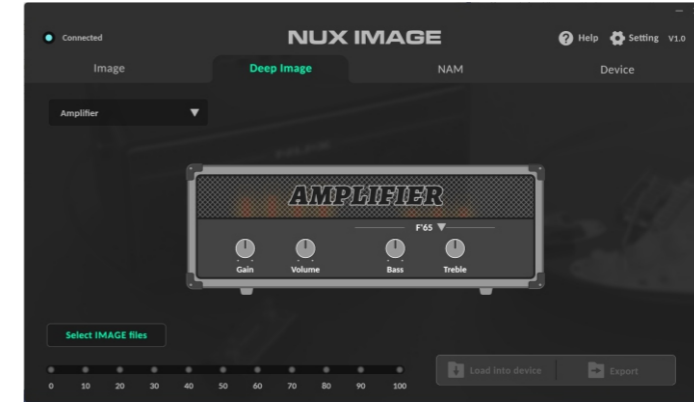 Connected
NUX IMAGE
Help Setting V1.0
Image Deep Image NAM Device
Amplifier
AMPLIFIER
F'65
Gain Volume Bass Treble
Select IMAGE files
Load into device Export
0 10 20 30 40 50 60 70 80 90 100